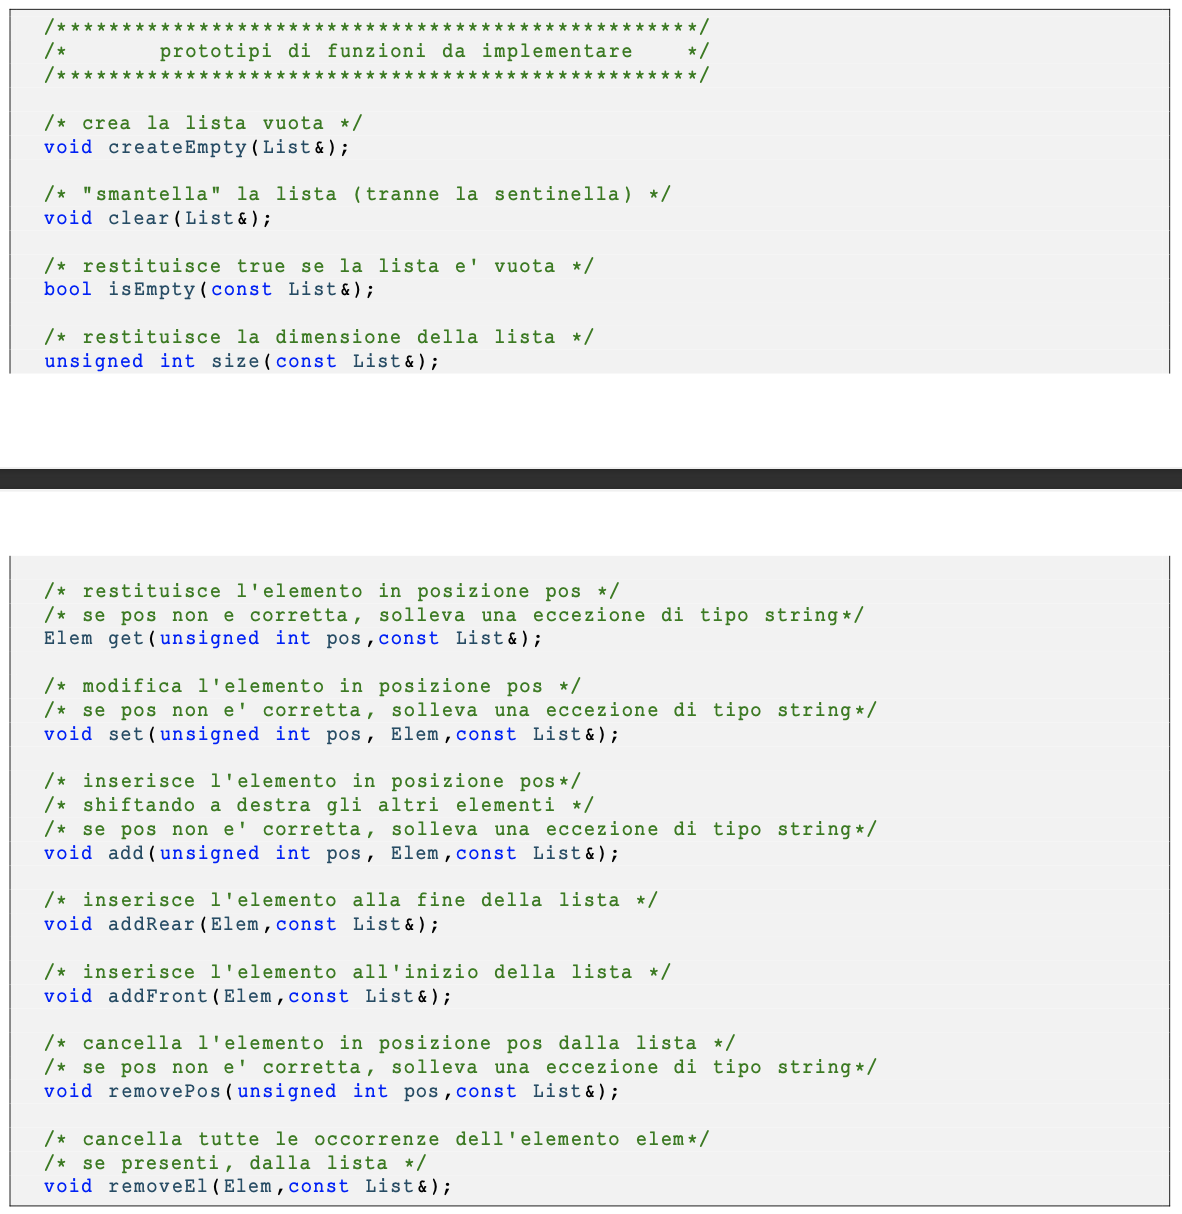 /**************************************************/
/*       prototipi di funzioni da implementare    */
/**************************************************/
/* crea la lista vuota */
void createEmpty(List&);
/* "smantella" la lista (tranne la sentinella) */
void clear(List&);
/* restituisce true se la lista e' vuota */
bool isEmpty(const List&);
/* restituisce la dimensione della lista */
unsigned int size(const List&);
/* restituisce l'elemento in posizione pos */
/* se pos non e corretta, solleva una eccezione di tipo string*/
Elem get(unsigned int pos,const List&);
/* modifica l'elemento in posizione pos */
/* se pos non e' corretta, solleva una eccezione di tipo string*/
void set(unsigned int pos, Elem,const List&);
/* inserisce l'elemento in posizione pos*/
/* shiftando a destra gli altri elementi */
/* se pos non e' corretta, solleva una eccezione di tipo string*/
void add(unsigned int pos, Elem,const List&);
/* inserisce l'elemento alla fine della lista */
void addRear(Elem,const List&);
/* inserisce l'elemento all'inizio della lista */
void addFront(Elem,const List&);
/* cancella l'elemento in posizione pos dalla lista */
/* se pos non e' corretta, solleva una eccezione di tipo string*/
void removePos(unsigned int pos,const List&);
/* cancella tutte le occorrenze dell'elemento elem*/
/* se presenti, dalla lista */
void removeEl(Elem,const List&);